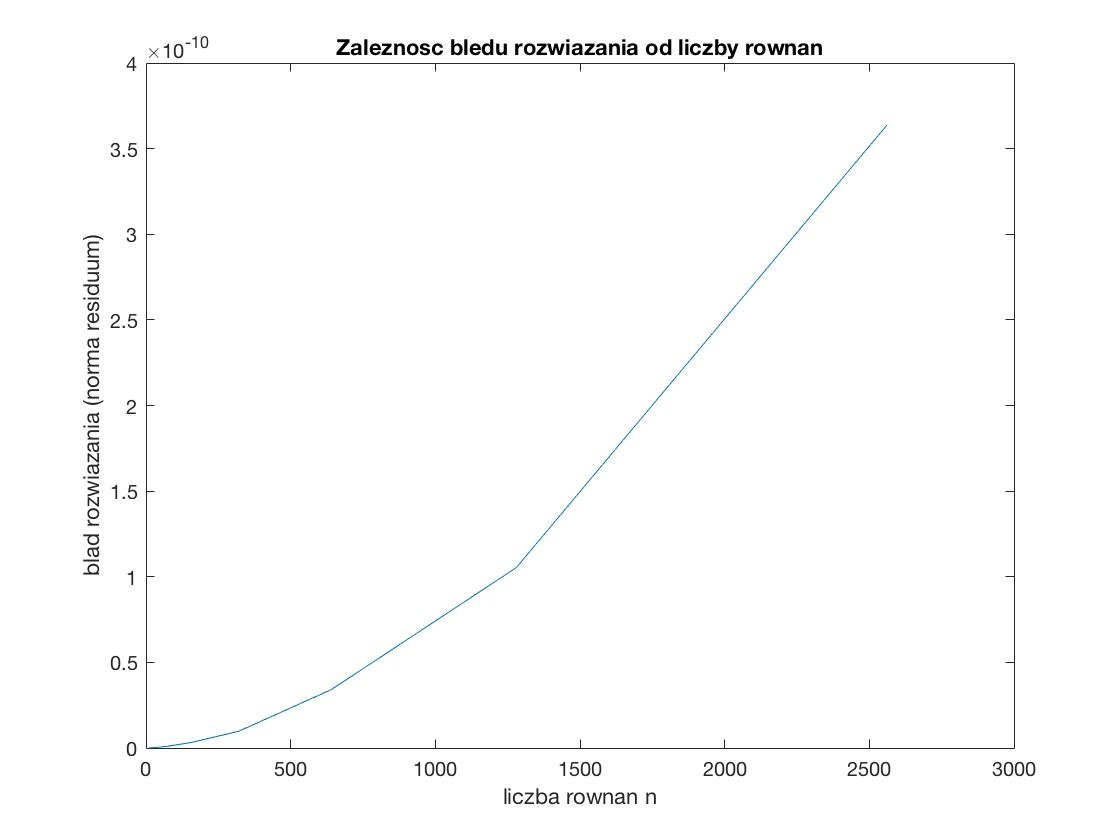 Zaleznosc bledu rozwiazania od liczby rownan
×10^-10
4
3.5
3
2.5
2
1.5
1
0.5
0
blad rozwiazania (norma residuum)
0 500 1000 1500 2000 2500 3000
liczba rownan n